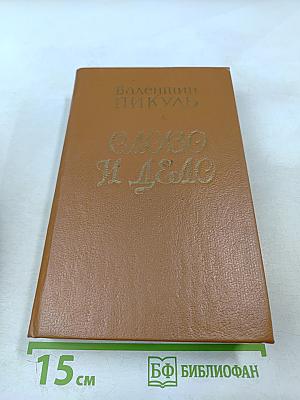 Валентин
ПИКУЛЬ
СЛОВО
И ДЕЛО
15 см
БФ БИБЛИОФАН